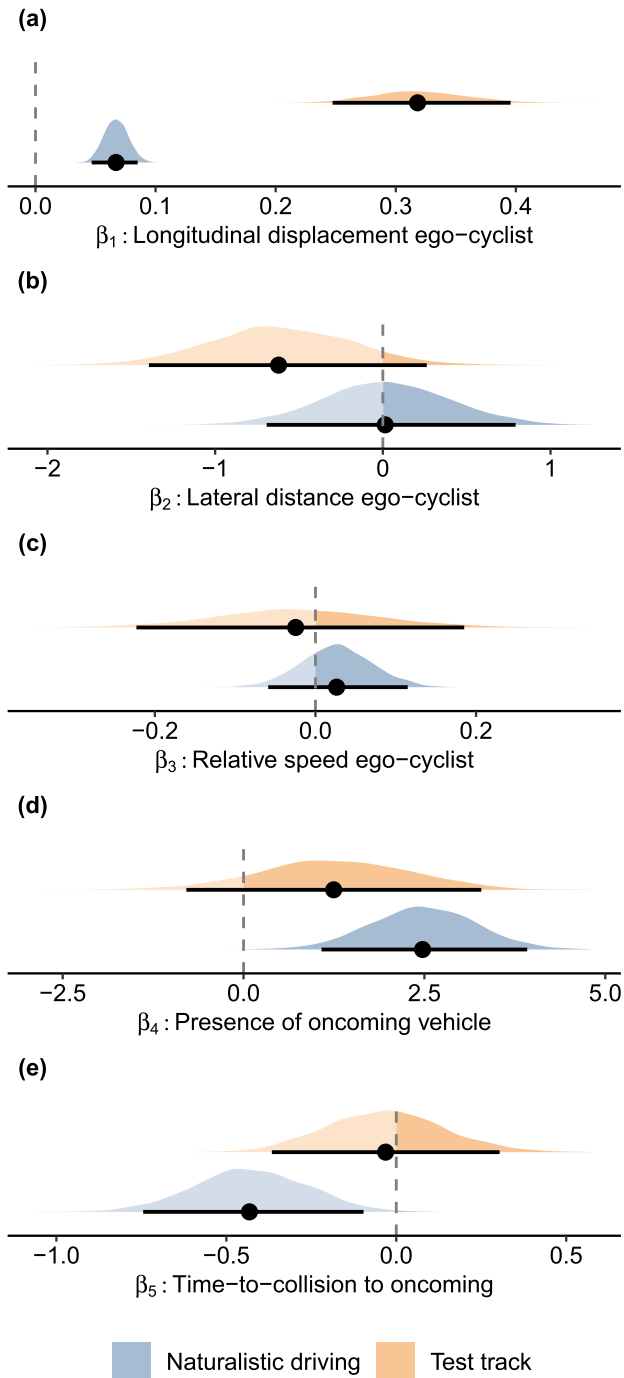 (a)
0.0 0.1 0.2 0.3 0.4
β₁ : Longitudinal displacement ego−cyclist
(b)
−2 −1 0 1
β₂ : Lateral distance ego−cyclist
(c)
−0.2 0.0 0.2
β₃ : Relative speed ego−cyclist
(d)
−2.5 0.0 2.5 5.0
β₄ : Presence of oncoming vehicle
(e)
−1.0 −0.5 0.0 0.5
β₅ : Time−to−collision to oncoming
Naturalistic driving Test track